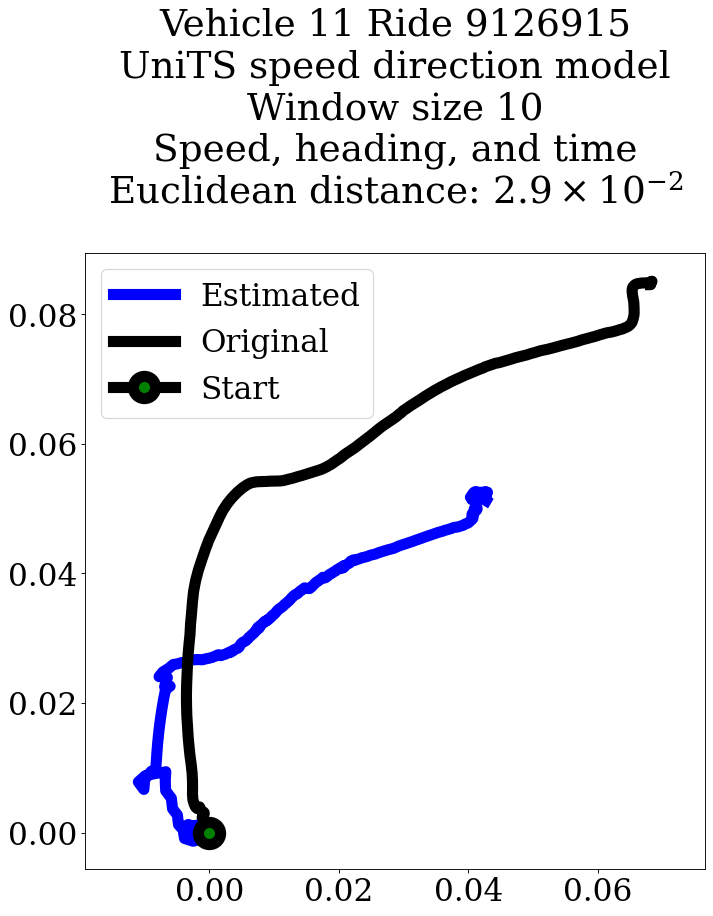 Vehicle 11 Ride 9126915
UniTS speed direction model
Window size 10
Speed, heading, and time
Euclidean distance: 2.9 × 10⁻²
Estimated
Original
Start
0.08
0.06
0.04
0.02
0.00
0.00 0.02 0.04 0.06